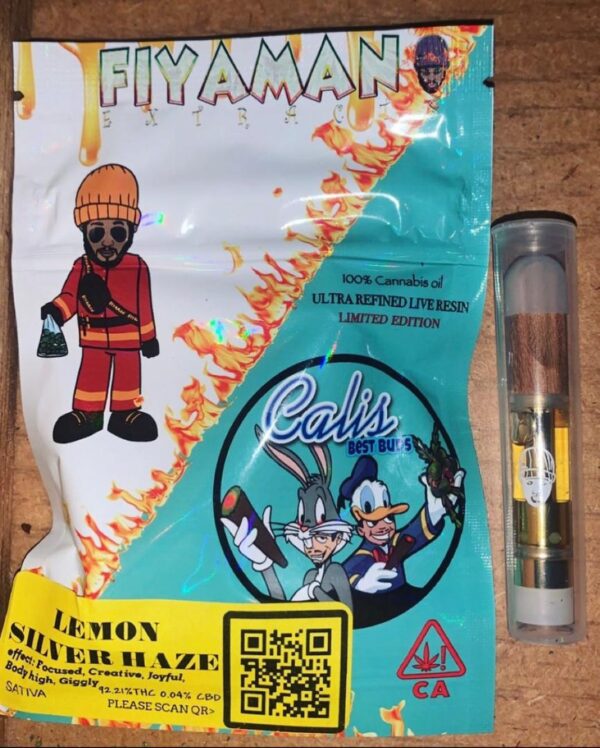 FIYAMAN
EXTRACTS
100% Cannabis oil
ULTRA REFINED LIVE RESIN
LIMITED EDITION
Calis
BEST BUDS
LEMON
SILVER HAZE
effect: Focused, Creative, Joyful,
Body high, Giggly
92.21%THC 0.04% CBD
SATIVA
PLEASE SCAN QR>
CA